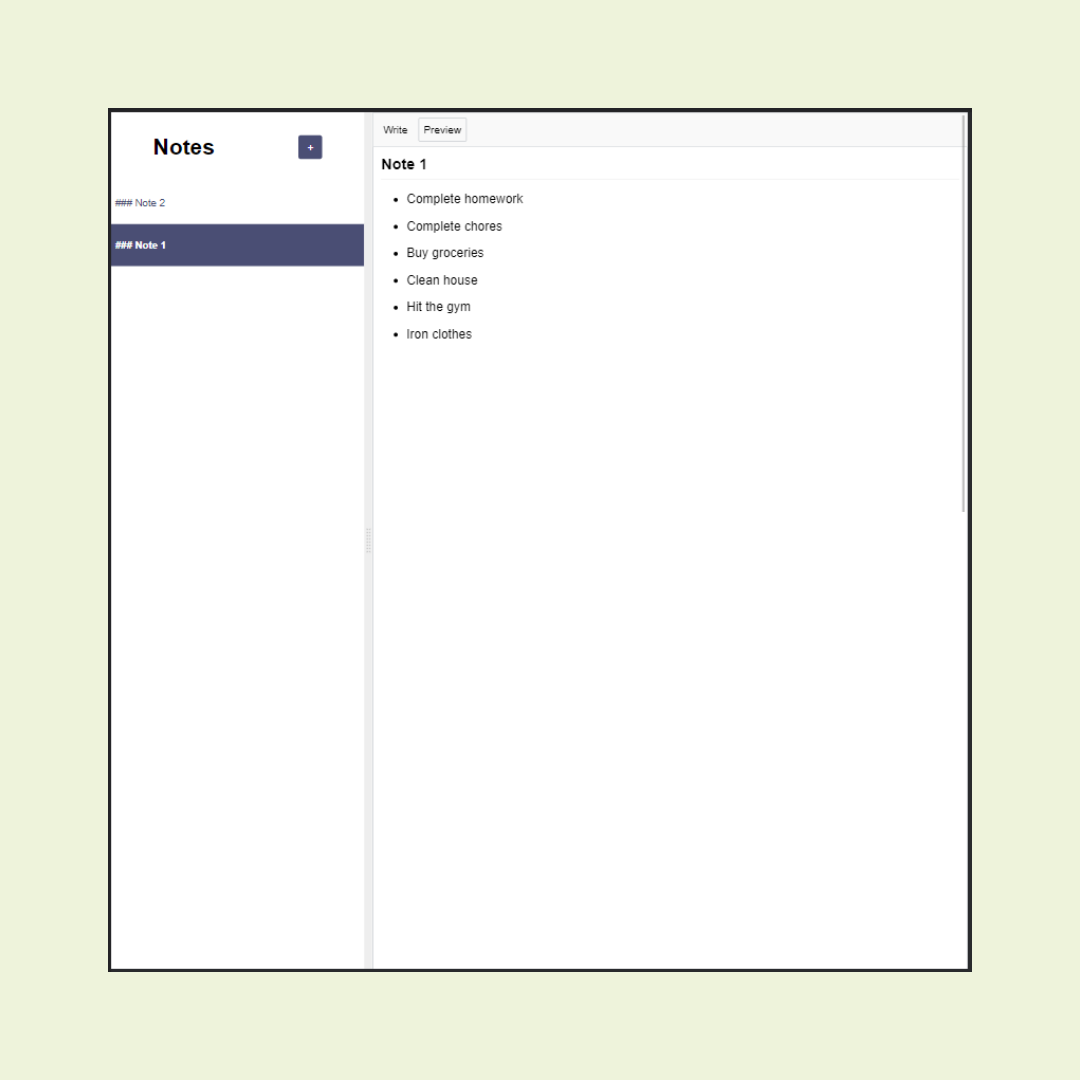 Notes
+
### Note 2
### Note 1
Write Preview
Note 1
• Complete homework
• Complete chores
• Buy groceries
• Clean house
• Hit the gym
• Iron clothes